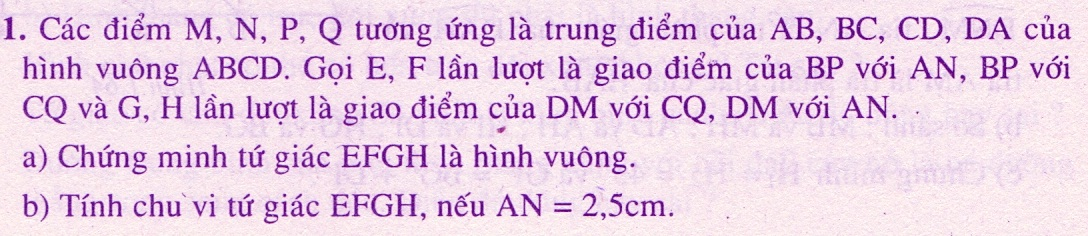 1. Các điểm M, N, P, Q tương ứng là trung điểm của AB, BC, CD, DA của
hình vuông ABCD. Gọi E, F lần lượt là giao điểm của BP với AN, BP với
CQ và G, H lần lượt là giao điểm của DM với CQ, DM với AN.
a) Chứng minh tứ giác EFGH là hình vuông.
b) Tính chu vi tứ giác EFGH, nếu AN = 2,5cm.